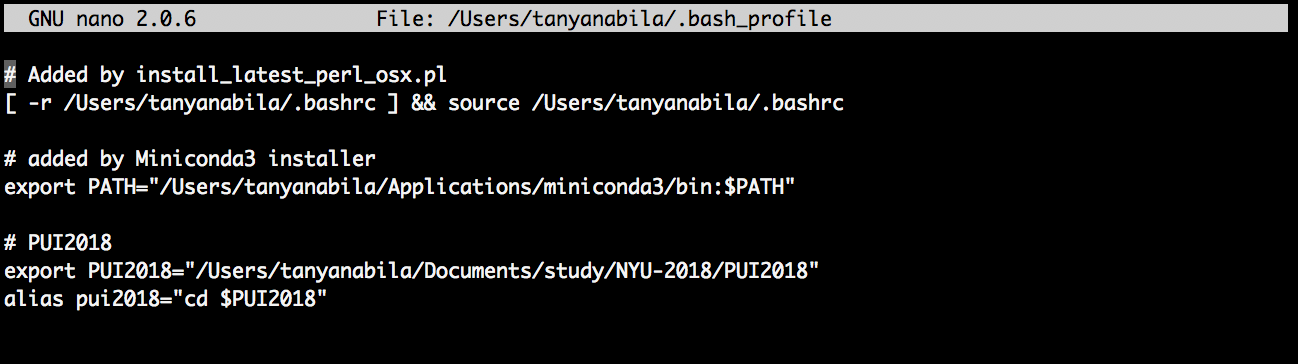 GNU nano 2.0.6 File: /Users/tanyanabila/.bash_profile
# Added by install_latest_perl_osx.pl
[ -r /Users/tanyanabila/.bashrc ] && source /Users/tanyanabila/.bashrc
# added by Miniconda3 installer
export PATH="/Users/tanyanabila/Applications/miniconda3/bin:$PATH"
# PUI2018
export PUI2018="/Users/tanyanabila/Documents/study/NYU-2018/PUI2018"
alias pui2018="cd $PUI2018"